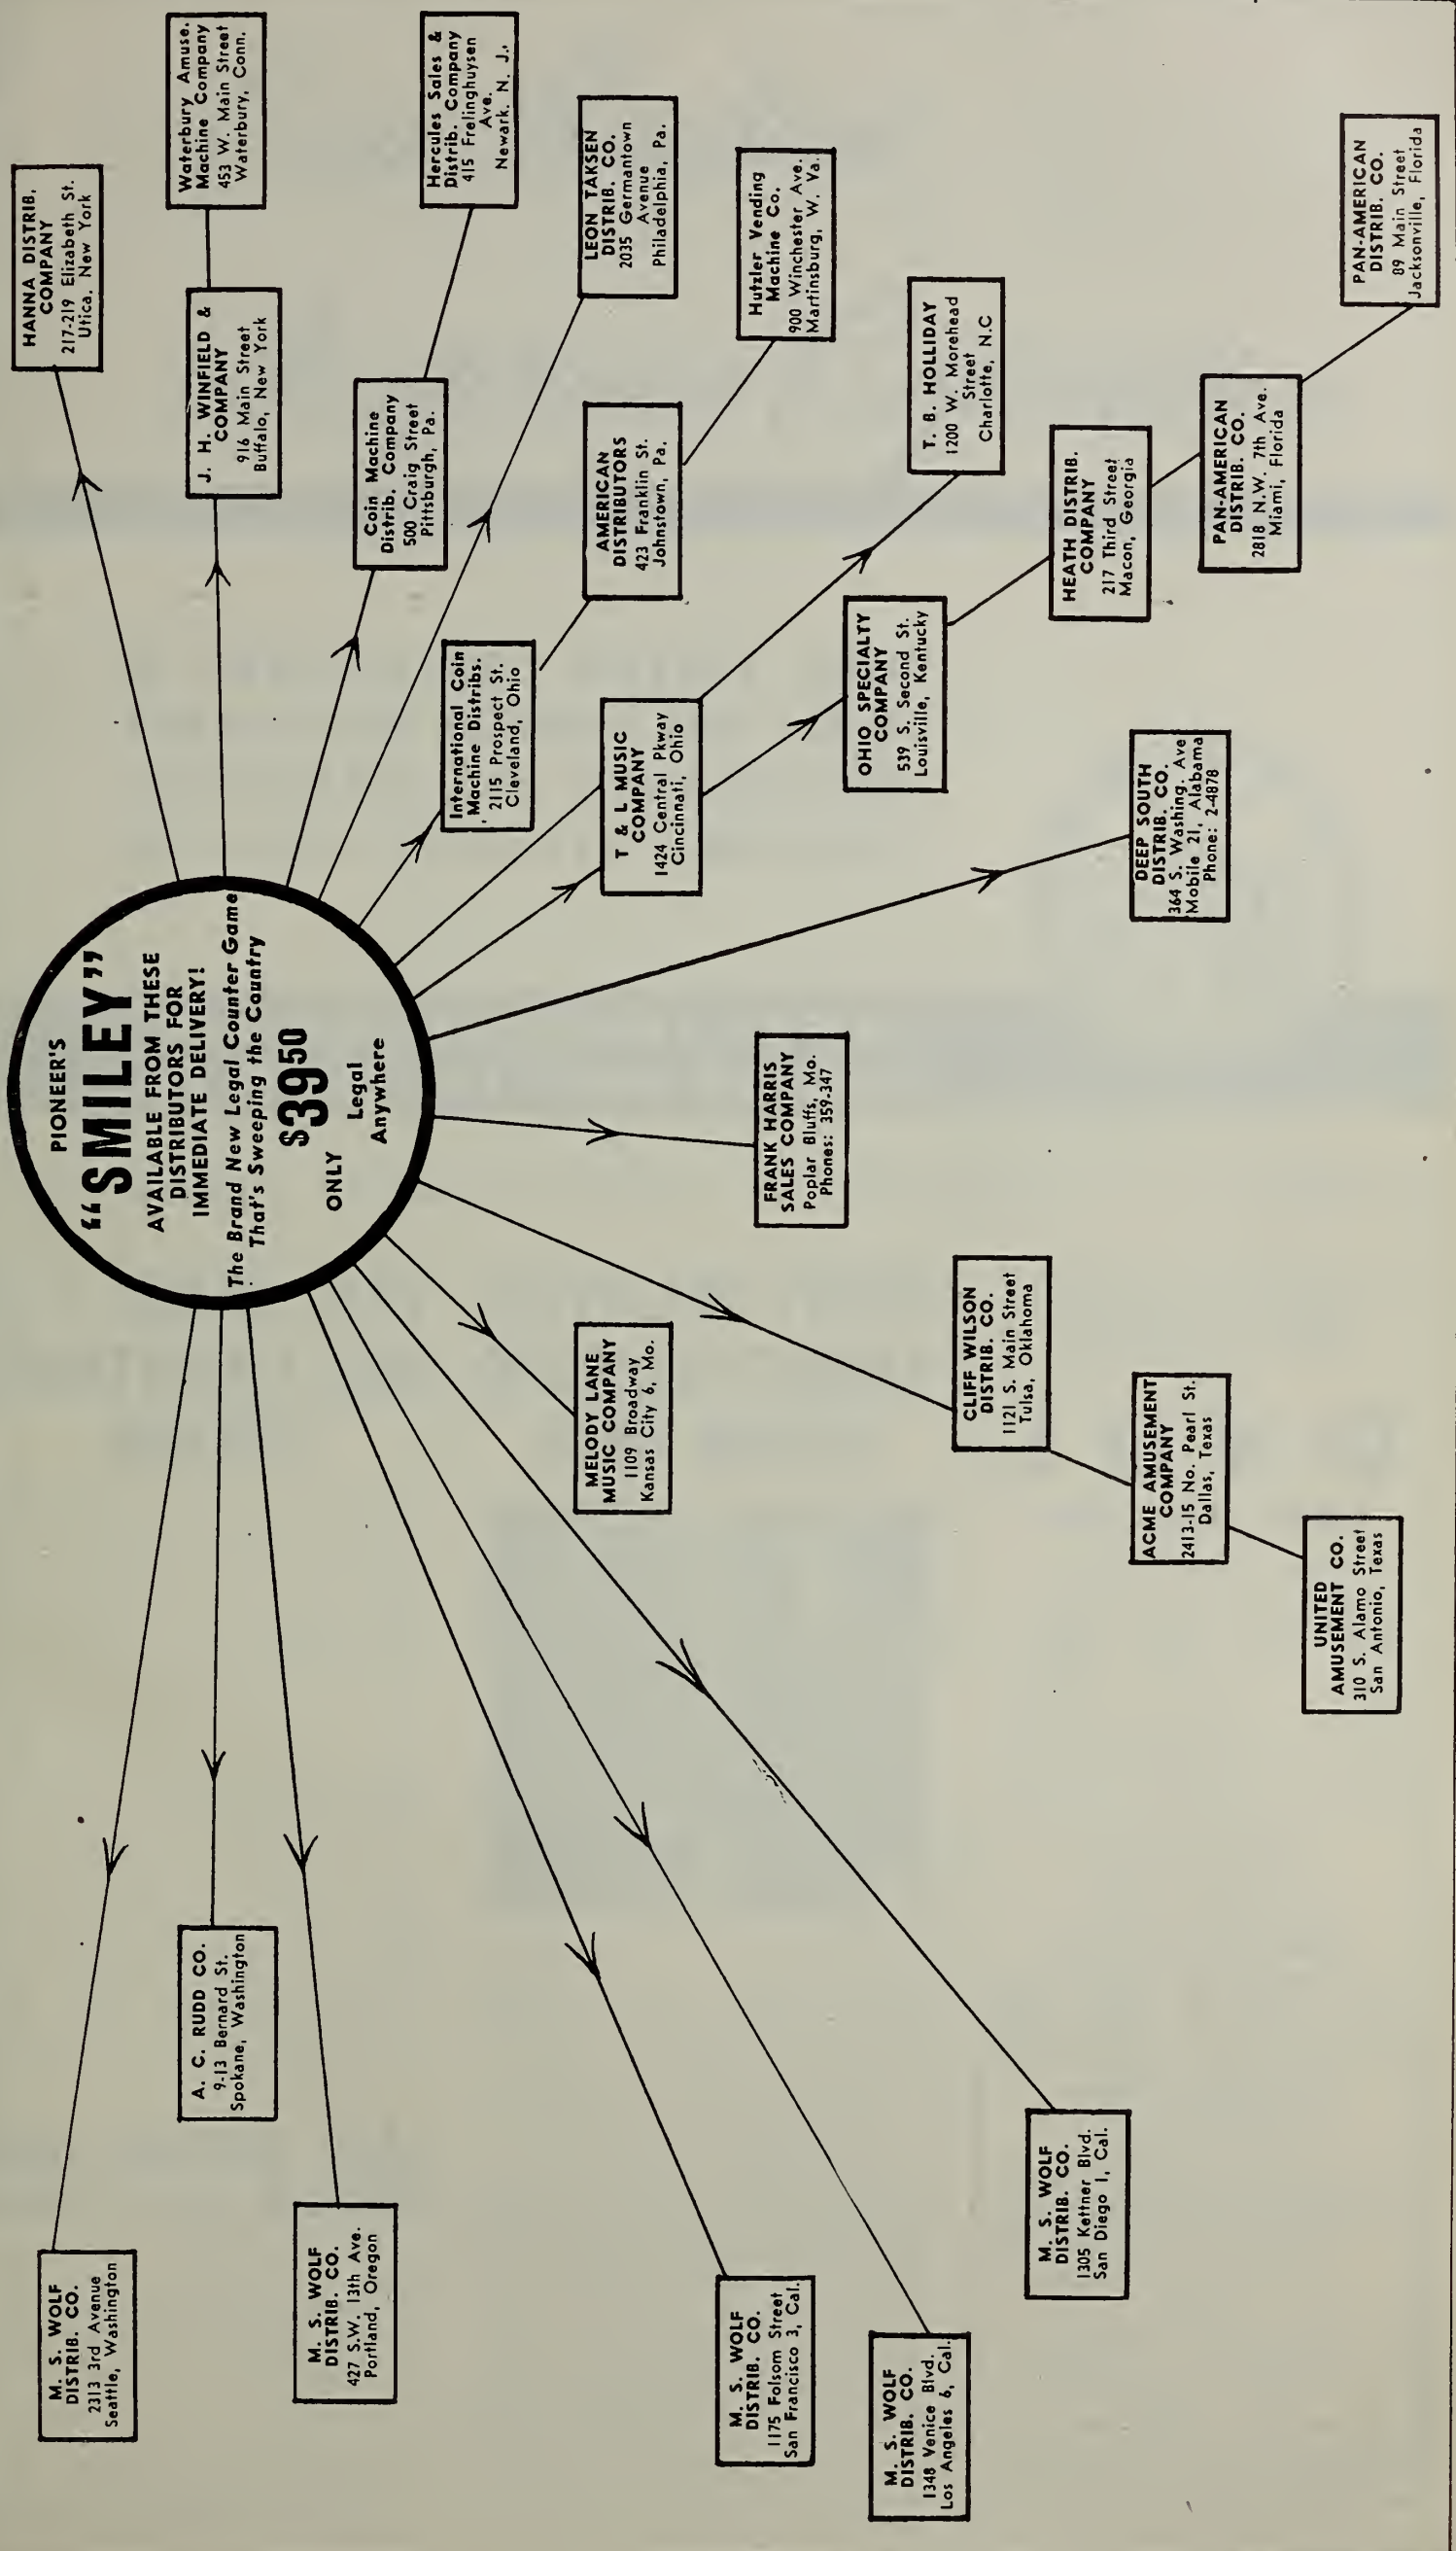 PIONEER'S
“SMILEY”
AVAILABLE FROM THESE
DISTRIBUTORS FOR
IMMEDIATE DELIVERY!
The Brand New Legal Counter Game
That's Sweeping the Country
ONLY
$39.50
Legal
Anywhere
M. S. WOLF
DISTRIB. CO.
2313 3rd Avenue
Seattle, Washington
A. C. RUDD CO.
9-13 Bernard St.
Spokane, Washington
M. S. WOLF
DISTRIB. CO.
427 S.W. 13th Ave.
Portland, Oregon
M. S. WOLF
DISTRIB. CO.
1175 Folsom Street
San Francisco 3, Cal.
M. S. WOLF
DISTRIB. CO.
1348 Venice Blvd.
Los Angeles 6, Cal.
M. S. WOLF
DISTRIB. CO.
1305 Kettner Blvd.
San Diego 1, Cal.
MELODY LANE
MUSIC COMPANY
1109 Broadway
Kansas City 6, Mo.
CLIFF WILSON
DISTRIB. CO.
1121 S. Main Street
Tulsa, Oklahoma
ACME AMUSEMENT
COMPANY
2413-15 No. Pearl St.
Dallas, Texas
UNITED
AMUSEMENT CO.
310 S. Alamo Street
San Antonio, Texas
FRANK HARRIS
SALES COMPANY
Poplar Bluffs, Mo.
Phones: 359-347
DEEP SOUTH
DISTRIB. CO.
364 S. Washing. Ave
Mobile 21, Alabama
Phone: 2-4878
T & L MUSIC
COMPANY
1424 Central Pkway
Cincinnati, Ohio
OHIO SPECIALTY
COMPANY
539 S. Second St.
Louisville, Kentucky
HEATH DISTRIB.
COMPANY
217 Third Street
Macon, Georgia
PAN-AMERICAN
DISTRIB. CO.
2818 N.W. 7th Ave.
Miami, Florida
PAN-AMERICAN
DISTRIB. CO.
89 Main Street
Jacksonville, Florida
T. B. HOLLIDAY
1200 W. Morehead
Street
Charlotte, N.C
International Coin
Machine Distribs.
2115 Prospect St.
Cleveland, Ohio
AMERICAN
DISTRIBUTORS
423 Franklin St.
Johnstown, Pa.
Hutzler Vending
Machine Co.
900 Winchester Ave.
Martinsburg, W. Va.
LEON TAKSEN
DISTRIB. CO.
2035 Germantown
Avenue
Philadelphia, Pa.
Coin Machine
Distrib. Company
500 Craig Street
Pittsburgh, Pa.
Hercules Sales &
Distrib. Company
415 Frelinghuysen
Ave.
Newark. N. J.
J. H. WINFIELD &
COMPANY
916 Main Street
Buffalo, New York
Waterbury Amuse.
Machine Company
453 W. Main Street
Waterbury, Conn.
HANNA DISTRIB.
COMPANY
217-219 Elizabeth St.
Utica, New York